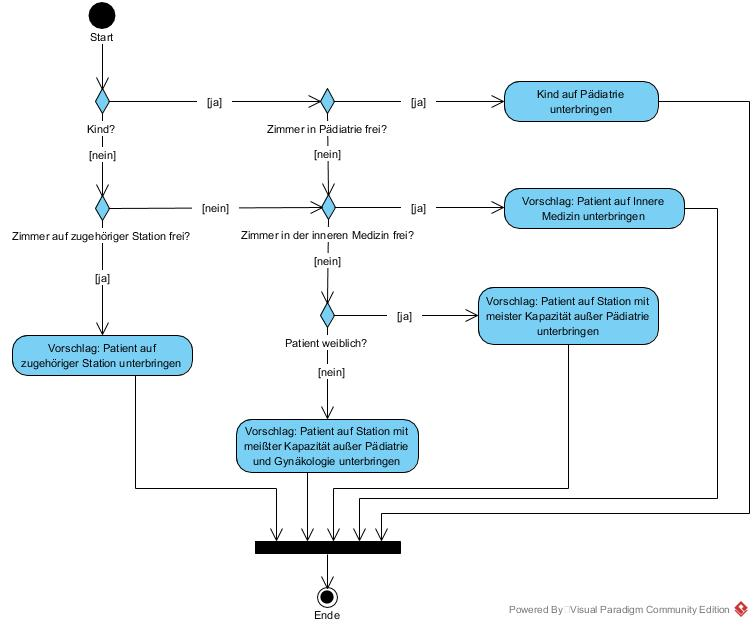 Start
[ja]
[ja]
Kind auf Pädiatrie
unterbringen
Kind?
Zimmer in Pädiatrie frei?
[nein]
[nein]
[nein]
[ja]
Vorschlag: Patient auf Innere
Medizin unterbringen
Zimmer auf zugehöriger Station frei?
Zimmer in der inneren Medizin frei?
[nein]
[ja]
Vorschlag: Patient auf Station mit
meister Kapazität außer Pädiatrie
unterbringen
[ja]
Patient weiblich?
Vorschlag: Patient auf
zugehöriger Station unterbringen
[nein]
Vorschlag: Patient auf Station mit
meißter Kapazität außer Pädiatrie
und Gynäkologie unterbringen
Ende
Powered By Visual Paradigm Community Edition